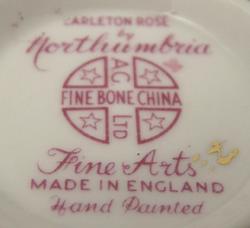 CARLETON ROSE
by
Northumbria
AC
FINE BONE CHINA
LTD
Fine Arts
MADE IN ENGLAND
Hand Painted